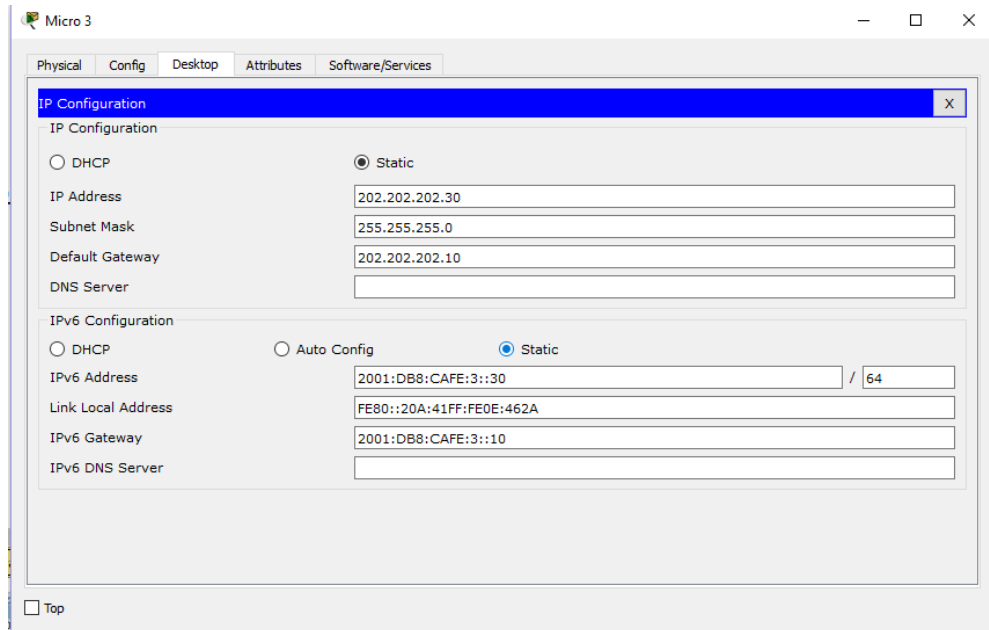 Micro 3
Physical Config Desktop Attributes Software/Services
IP Configuration X
IP Configuration
DHCP Static
IP Address 202.202.202.30
Subnet Mask 255.255.255.0
Default Gateway 202.202.202.10
DNS Server
IPv6 Configuration
DHCP Auto Config Static
IPv6 Address 2001:DB8:CAFE:3::30 / 64
Link Local Address FE80::20A:41FF:FE0E:462A
IPv6 Gateway 2001:DB8:CAFE:3::10
IPv6 DNS Server
Top